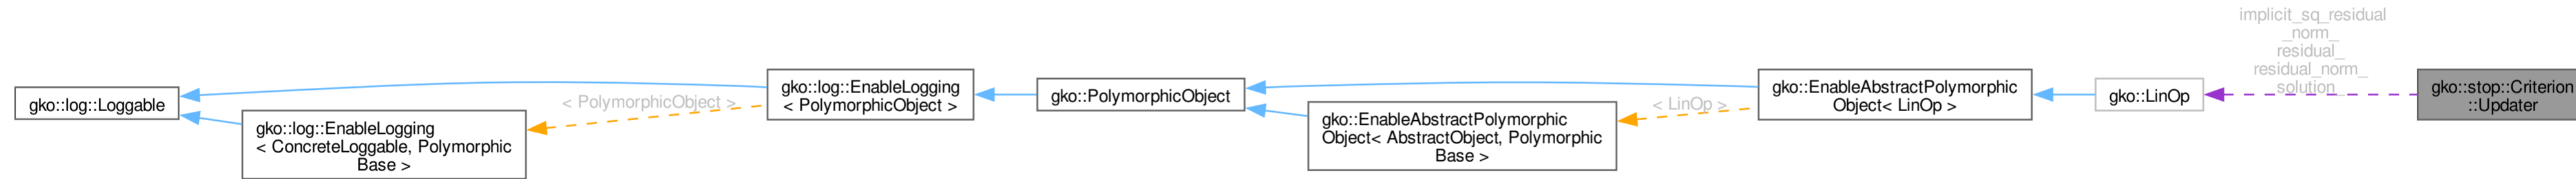 gko::log::Loggable
gko::log::EnableLogging
< ConcreteLoggable, Polymorphic
Base >
< PolymorphicObject >
gko::log::EnableLogging
< PolymorphicObject >
gko::PolymorphicObject
gko::EnableAbstractPolymorphic
Object< AbstractObject, Polymorphic
Base >
< LinOp >
gko::EnableAbstractPolymorphic
Object< LinOp >
gko::LinOp
implicit_sq_residual
_norm_
residual_
residual_norm_
solution_
gko::stop::Criterion
::Updater